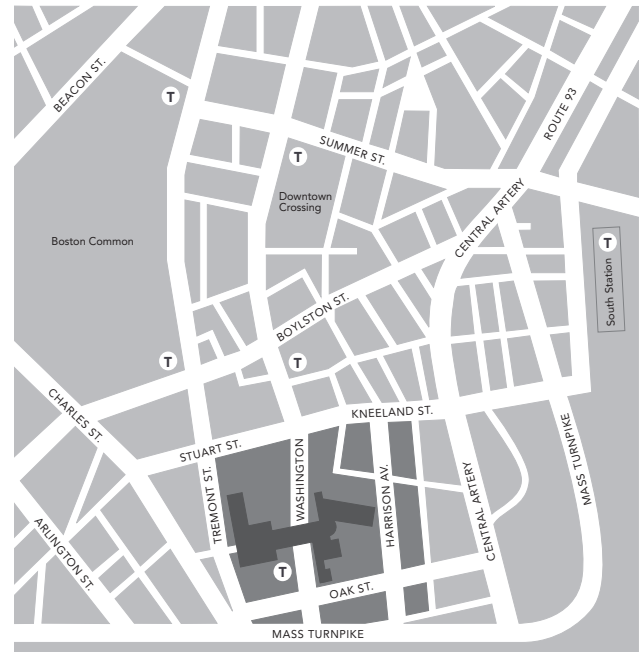 BEACON ST.
T
ROUTE 93
SUMMER ST.
T
Downtown
Crossing
CENTRAL ARTERY
Boston Common
T
South Station
BOYLSTON ST.
T
T
CHARLES ST.
KNEELAND ST.
STUART ST.
TREMONT ST.
WASHINGTON
HARRISON AV.
CENTRAL ARTERY
MASS TURNPIKE
ARLINGTON ST.
T
OAK ST.
MASS TURNPIKE